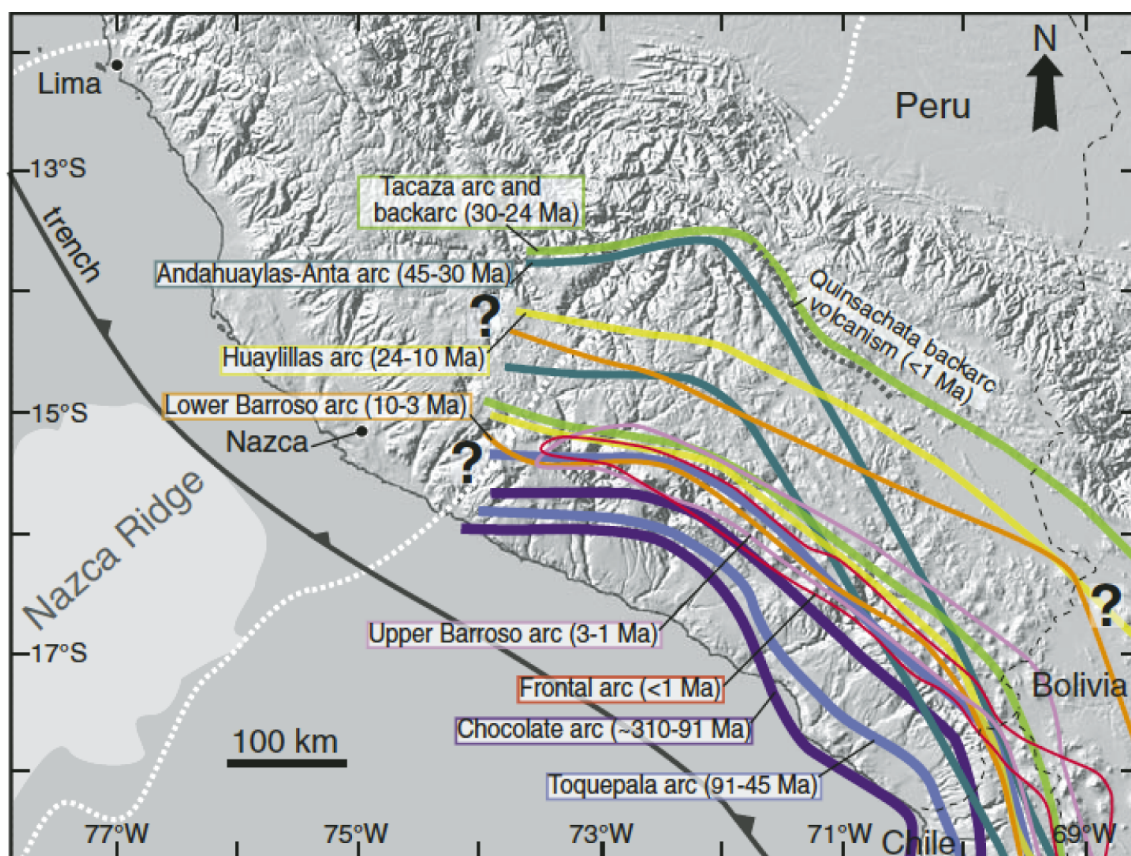 Lima
N
Peru
13°S
trench
Tacaza arc and
backarc (30-24 Ma)
Andahuaylas-Anta arc (45-30 Ma)
Quinsachata backarc
volcanism (<1 Ma)
?
Huaylillas arc (24-10 Ma)
15°S
Lower Barroso arc (10-3 Ma)
Nazca
?
Nazca Ridge
?
Upper Barroso arc (3-1 Ma)
17°S
Frontal arc (<1 Ma)
Bolivia
Chocolate arc (~310-91 Ma)
100 km
Toquepala arc (91-45 Ma)
77°W
75°W
73°W
71°W
69°W
Chile